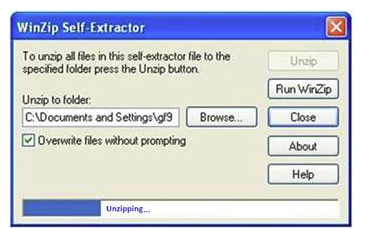 WinZip Self-Extractor
To unzip all files in this self-extractor file to the
specified folder press the Unzip button.
Unzip
Run WinZip
Unzip to folder:
C:\Documents and Settings\gf9
Browse...
Close
Overwrite files without prompting
About
Help
Unzipping...